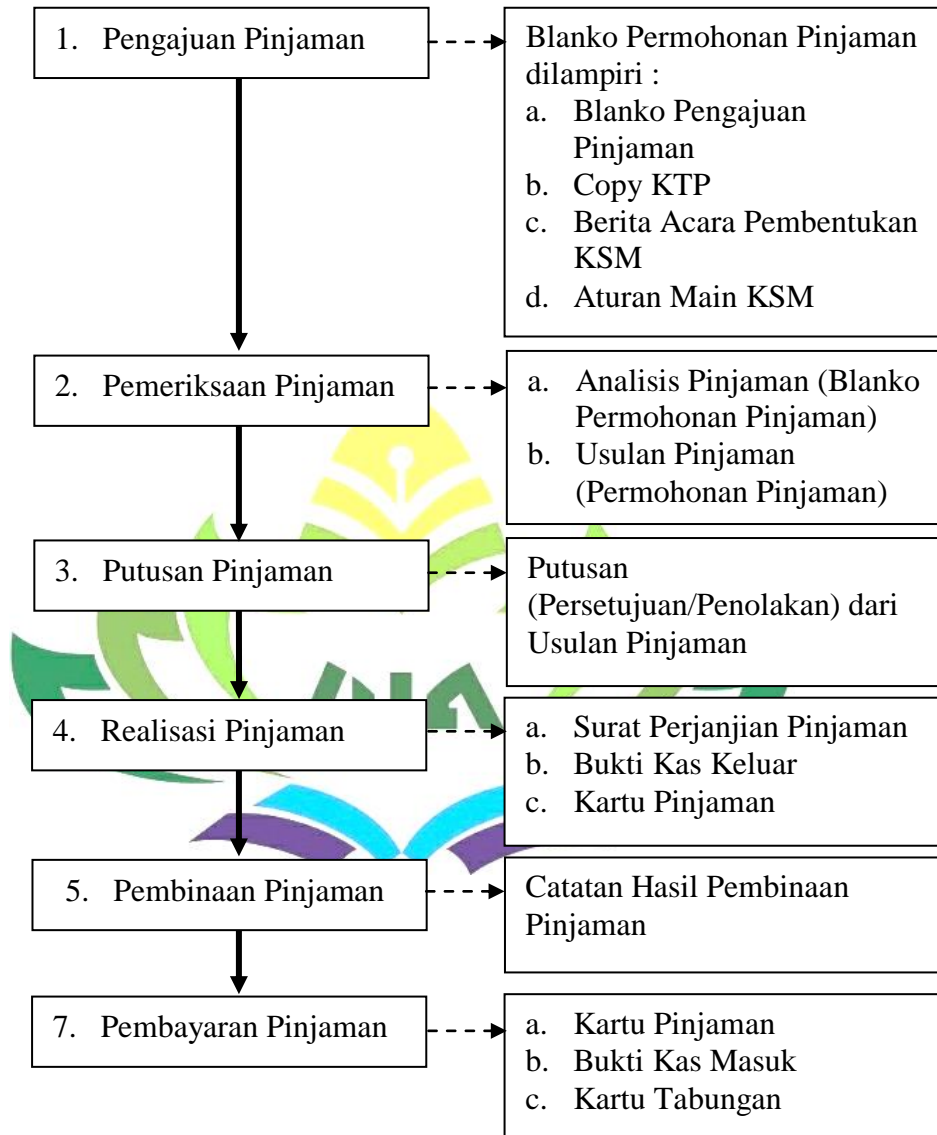 1. Pengajuan Pinjaman
Blanko Permohonan Pinjaman
dilampiri :
a. Blanko Pengajuan
Pinjaman
b. Copy KTP
c. Berita Acara Pembentukan
KSM
d. Aturan Main KSM
2. Pemeriksaan Pinjaman
a. Analisis Pinjaman (Blanko
Permohonan Pinjaman)
b. Usulan Pinjaman
(Permohonan Pinjaman)
3. Putusan Pinjaman
Putusan
(Persetujuan/Penolakan) dari
Usulan Pinjaman
4. Realisasi Pinjaman
a. Surat Perjanjian Pinjaman
b. Bukti Kas Keluar
c. Kartu Pinjaman
5. Pembinaan Pinjaman
Catatan Hasil Pembinaan
Pinjaman
7. Pembayaran Pinjaman
a. Kartu Pinjaman
b. Bukti Kas Masuk
c. Kartu Tabungan